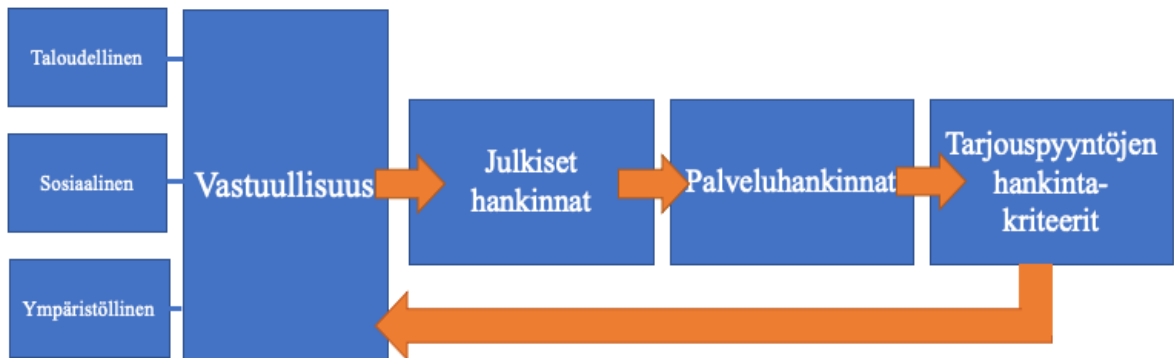 Taloudellinen
Sosiaalinen
Ympäristöllinen
Vastuullisuus
Julkiset
hankinnat
Palveluhankinnat
Tarjouspyyntöjen
hankinta-
kriteerit